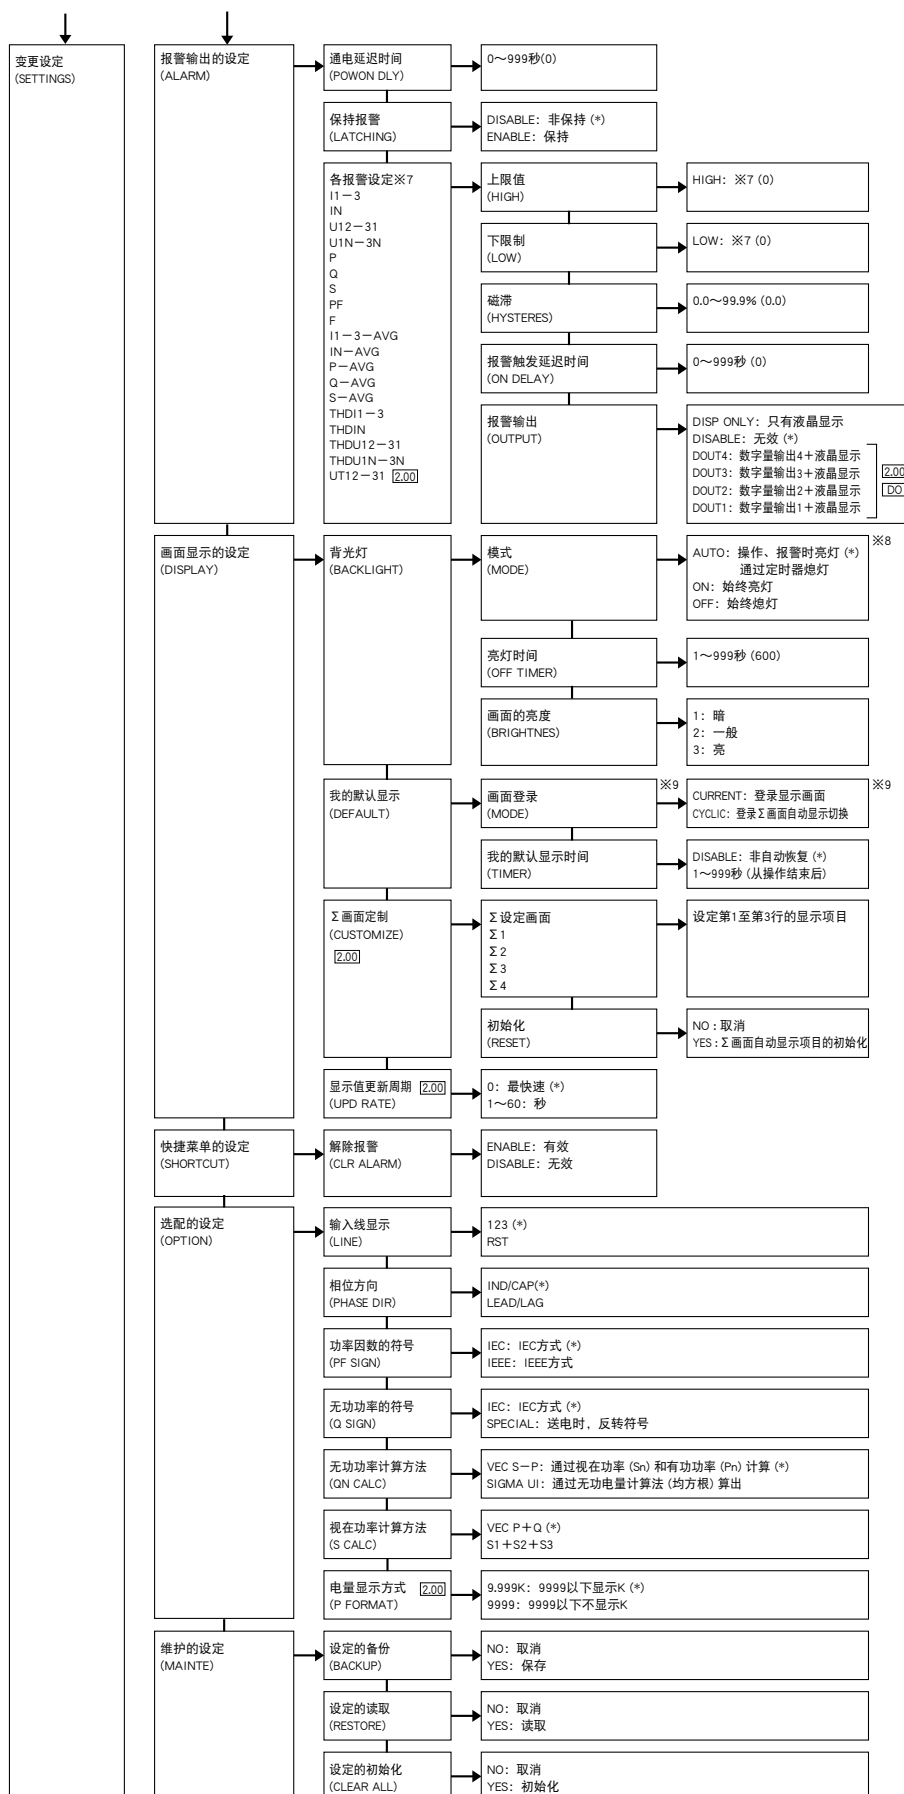 变更设定
(SETTINGS)
报警输出的设定
(ALARM)
通电延迟时间
(POWON DLY)
0～999秒(0)
保持报警
(LATCHING)
DISABLE：非保持 (*)
ENABLE：保持
各报警设定※7
I1－3
IN
U12－31
U1N－3N
P
Q
S
PF
F
I1－3－AVG
IN－AVG
P－AVG
Q－AVG
S－AVG
THDI1－3
THDIN
THDU12－31
THDU1N－3N
UT12－31 2.00
上限值
(HIGH)
HIGH：※7 (0)
下限制
(LOW)
LOW：※7 (0)
磁滞
(HYSTERES)
0.0～99.9% (0.0)
报警触发延迟时间
(ON DELAY)
0～999秒 (0)
报警输出
(OUTPUT)
DISP ONLY：只有液晶显示
DISABLE：无效 (*)
DOUT4：数字量输出4＋液晶显示
DOUT3：数字量输出3＋液晶显示
DOUT2：数字量输出2＋液晶显示
DOUT1：数字量输出1＋液晶显示
2.00
DO
画面显示的设定
(DISPLAY)
背光灯
(BACKLIGHT)
模式
(MODE)
AUTO：操作、报警时亮灯 (*)
通过定时器熄灯
ON：始终亮灯
OFF：始终熄灯
※8
亮灯时间
(OFF TIMER)
1～999秒 (600)
画面的亮度
(BRIGHTNES)
1：暗
2：一般
3：亮
我的默认显示
(DEFAULT)
画面登录
(MODE)
※9
CURRENT：登录显示画面
CYCLIC：登录Σ画面自动显示切换
※9
我的默认显示时间
(TIMER)
DISABLE：非自动恢复 (*)
1～999秒 (从操作结束后)
Σ画面定制
(CUSTOMIZE)
2.00
Σ设定画面
Σ1
Σ2
Σ3
Σ4
设定第1至第3行的显示项目
初始化
(RESET)
NO：取消
YES：Σ画面自动显示项目的初始化
显示值更新周期 2.00
(UPD RATE)
0：最快速 (*)
1～60：秒
快捷菜单的设定
(SHORTCUT)
解除报警
(CLR ALARM)
ENABLE：有效
DISABLE：无效
选配的设定
(OPTION)
输入线显示
(LINE)
123 (*)
RST
相位方向
(PHASE DIR)
IND/CAP(*)
LEAD/LAG
功率因数的符号
(PF SIGN)
IEC：IEC方式 (*)
IEEE：IEEE方式
无功功率的符号
(Q SIGN)
IEC：IEC方式 (*)
SPECIAL：送电时，反转符号
无功功率计算方法
(QN CALC)
VEC S－P：通过视在功率 (Sn) 和有功功率 (Pn) 计算 (*)
SIGMA UI：通过无功电量计算法 (均方根) 算出
视在功率计算方法
(S CALC)
VEC P＋Q (*)
S1＋S2＋S3
电量显示方式 2.00
(P FORMAT)
9.999K：9999以下显示K (*)
9999：9999以下不显示K
维护的设定
(MAINTE)
设定的备份
(BACKUP)
NO：取消
YES：保存
设定的读取
(RESTORE)
NO：取消
YES：读取
设定的初始化
(CLEAR ALL)
NO：取消
YES：初始化